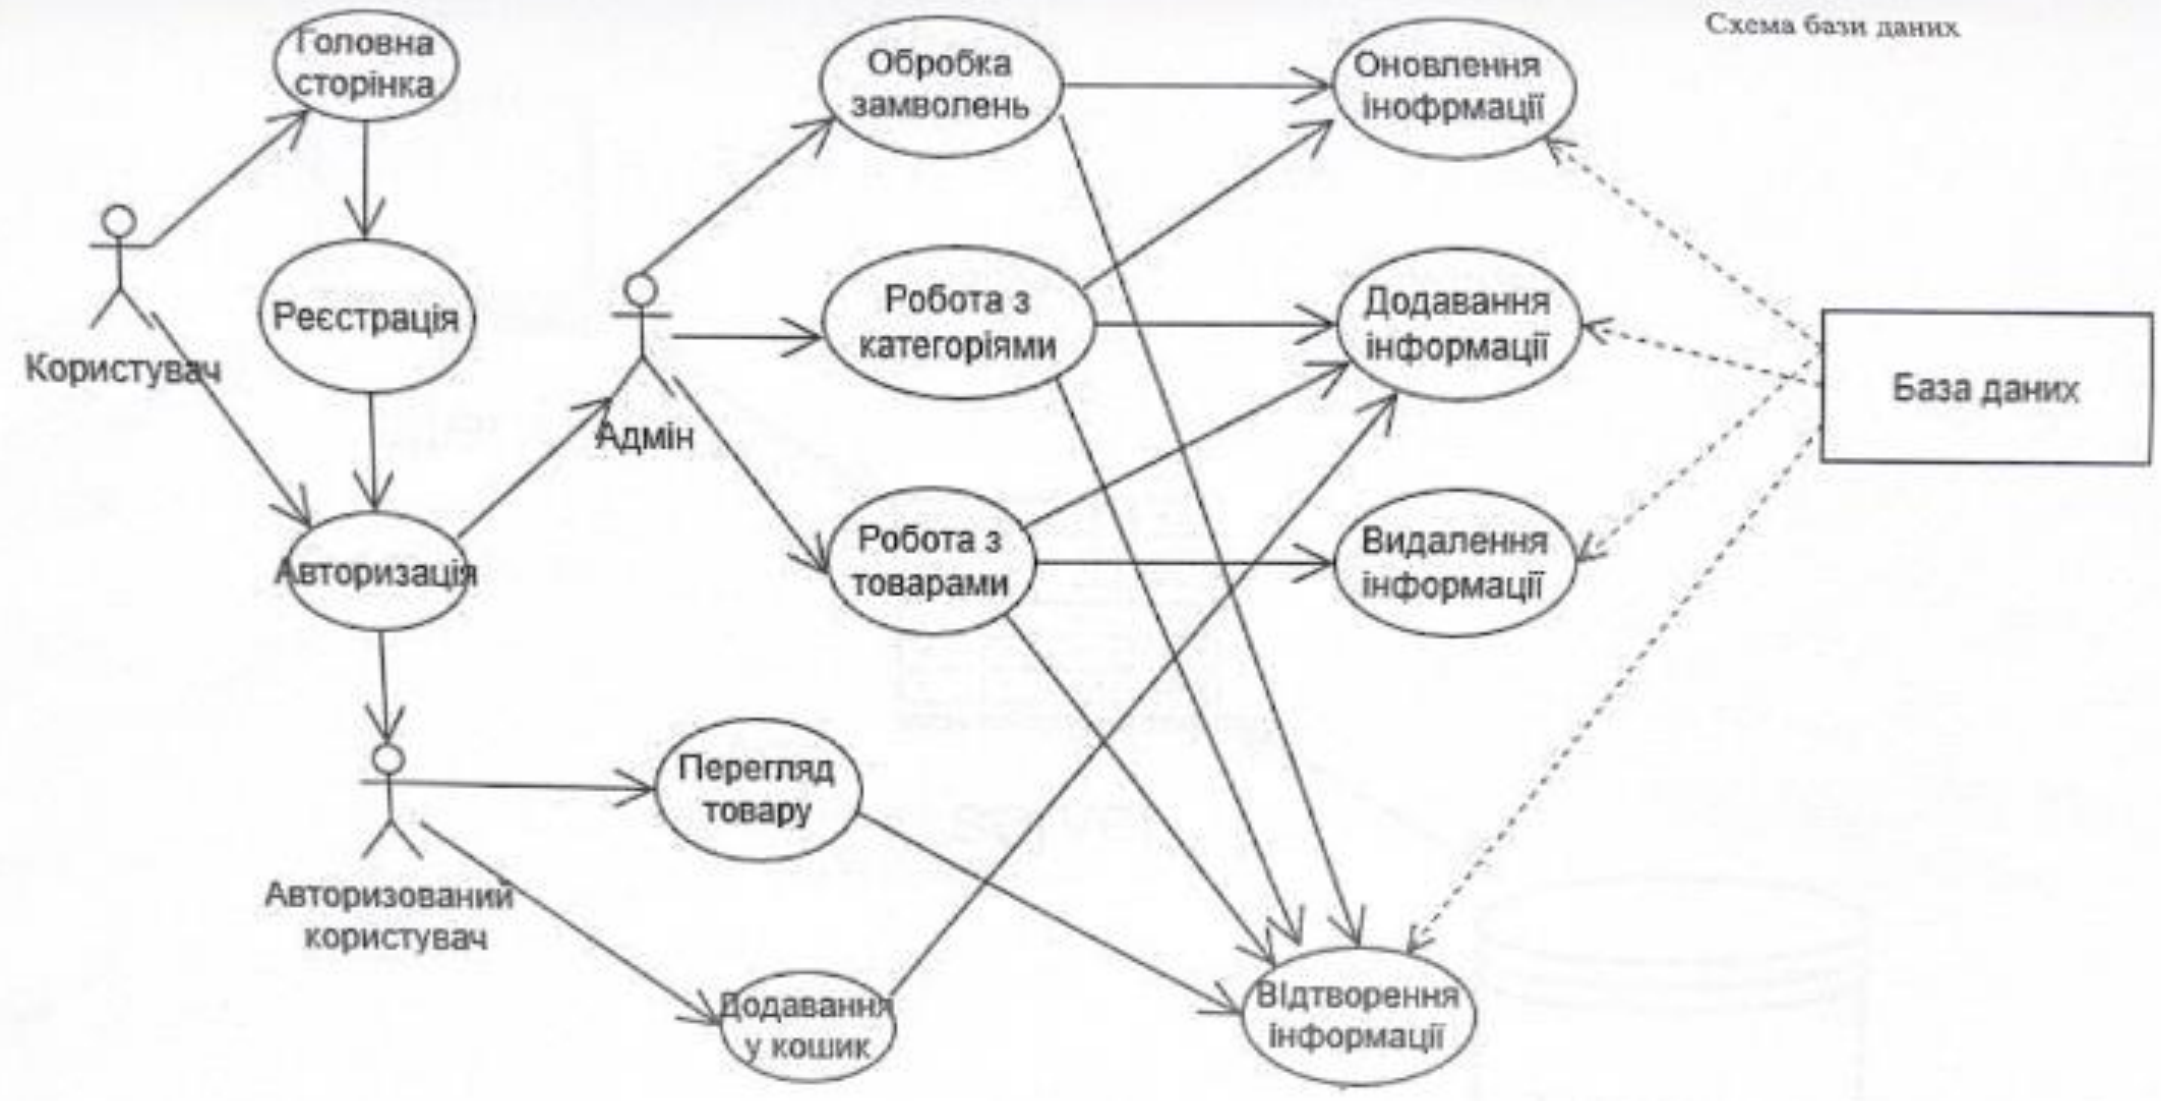 Схема бази даних
Головна
сторінка
Обробка
замволень
Оновлення
інофрмації
Користувач
Реєстрація
Адмін
Робота з
категоріями
Додавання
інформації
База даних
Авторизація
Робота з
товарами
Видалення
інформації
Авторизований
користувач
Перегляд
товару
Додавання
у кошик
ВІдтворення
інформації